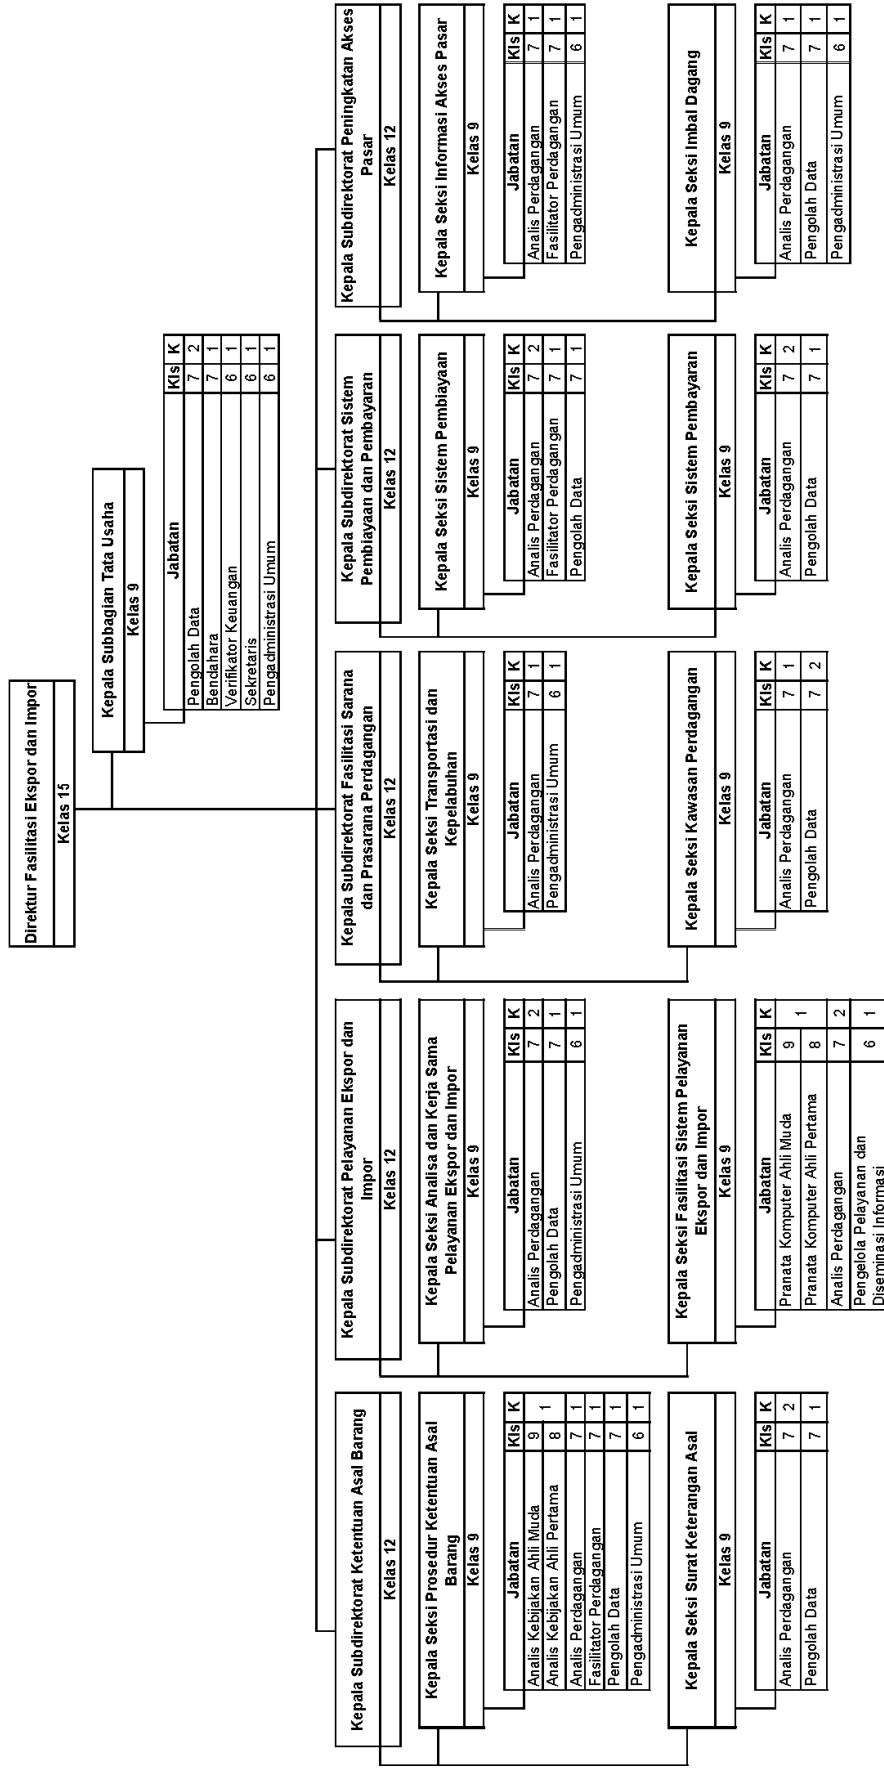 Direktur Fasilitasi Ekspor dan Impor
Kelas 15
Kepala Subbagian Tata Usaha
Kelas 9
Jabatan Kls K
Pengolah Data 7 2
Bendahara 7 1
Verifikator Keuangan 6 1
Sekretaris 6 1
Pengadministrasi Umum 6 1
Kepala Subdirektorat Ketentuan Asal Barang
Kelas 12
Kepala Seksi Prosedur Ketentuan Asal
Barang
Kelas 9
Jabatan Kls K
Analis Kebijakan Ahli Muda 9 1
Analis Kebijakan Ahli Pertama 8
Analis Perdagangan 7 1
Fasilitator Perdagangan 7 1
Pengolah Data 7 1
Pengadministrasi Umum 6 1
Kepala Seksi Surat Keterangan Asal
Kelas 9
Jabatan Kls K
Analis Perdagangan 7 2
Pengolah Data 7 1
Kepala Subdirektorat Pelayanan Ekspor dan
Impor
Kelas 12
Kepala Seksi Analisa dan Kerja Sama
Pelayanan Ekspor dan Impor
Kelas 9
Jabatan Kls K
Analis Perdagangan 7 2
Pengolah Data 7 1
Pengadministrasi Umum 6 1
Kepala Seksi Fasilitasi Sistem Pelayanan
Ekspor dan Impor
Kelas 9
Jabatan Kls K
Pranata Komputer Ahli Muda 9 1
Pranata Komputer Ahli Pertama 8
Analis Perdagangan 7 2
Pengelola Pelayanan dan 6 1
Diseminasi Informasi
Kepala Subdirektorat Fasilitasi Sarana
dan Prasarana Perdagangan
Kelas 12
Kepala Seksi Transportasi dan
Kepelabuhan
Kelas 9
Jabatan Kls K
Analis Perdagangan 7 1
Pengadministrasi Umum 6 1
Kepala Seksi Kawasan Perdagangan
Kelas 9
Jabatan Kls K
Analis Perdagangan 7 1
Pengolah Data 7 2
Kepala Subdirektorat Sistem
Pembiayaan dan Pembayaran
Kelas 12
Kepala Seksi Sistem Pembiayaan
Kelas 9
Jabatan Kls K
Analis Perdagangan 7 2
Fasilitator Perdagangan 7 1
Pengolah Data 7 1
Kepala Seksi Sistem Pembayaran
Kelas 9
Jabatan Kls K
Analis Perdagangan 7 2
Pengolah Data 7 1
Kepala Subdirektorat Peningkatan Akses
Pasar
Kelas 12
Kepala Seksi Informasi Akses Pasar
Kelas 9
Jabatan Kls K
Analis Perdagangan 7 1
Fasilitator Perdagangan 7 1
Pengadministrasi Umum 6 1
Kepala Seksi Imbal Dagang
Kelas 9
Jabatan Kls K
Analis Perdagangan 7 1
Pengolah Data 7 1
Pengadministrasi Umum 6 1